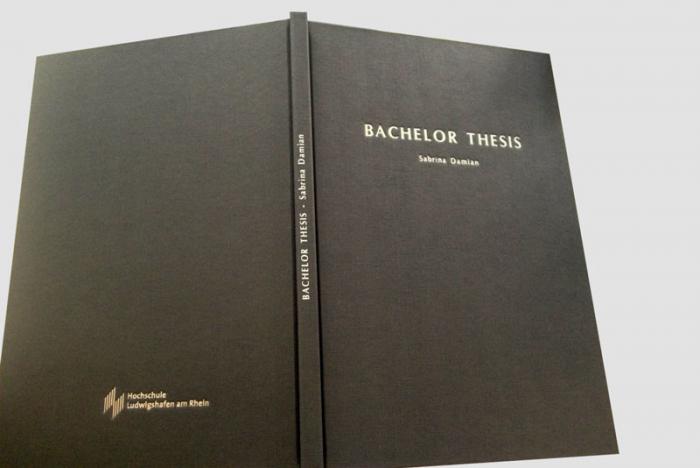 BACHELOR THESIS
Sabrina Damian
BACHELOR THESIS - Sabrina Damian
Hochschule
Ludwigshafen am Rhein